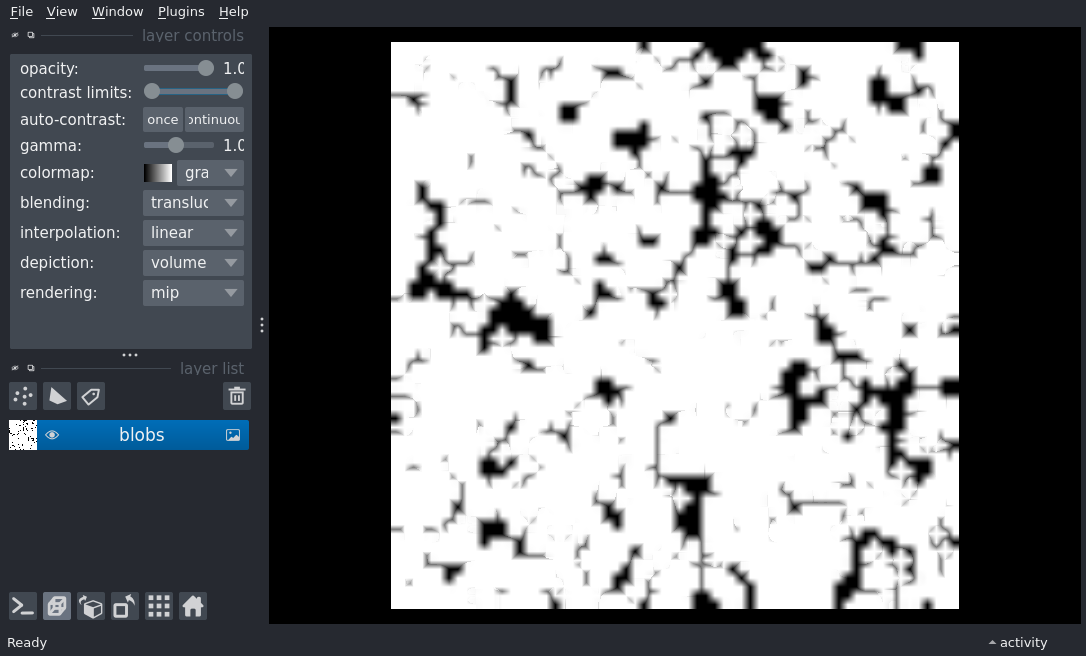 File View Window Plugins Help
layer controls
opacity: 1.0
contrast limits:
auto-contrast: once ontinuou
gamma: 1.0
colormap: gra
blending: transluc
interpolation: linear
depiction: volume
rendering: mip
layer list
blobs
Ready activity